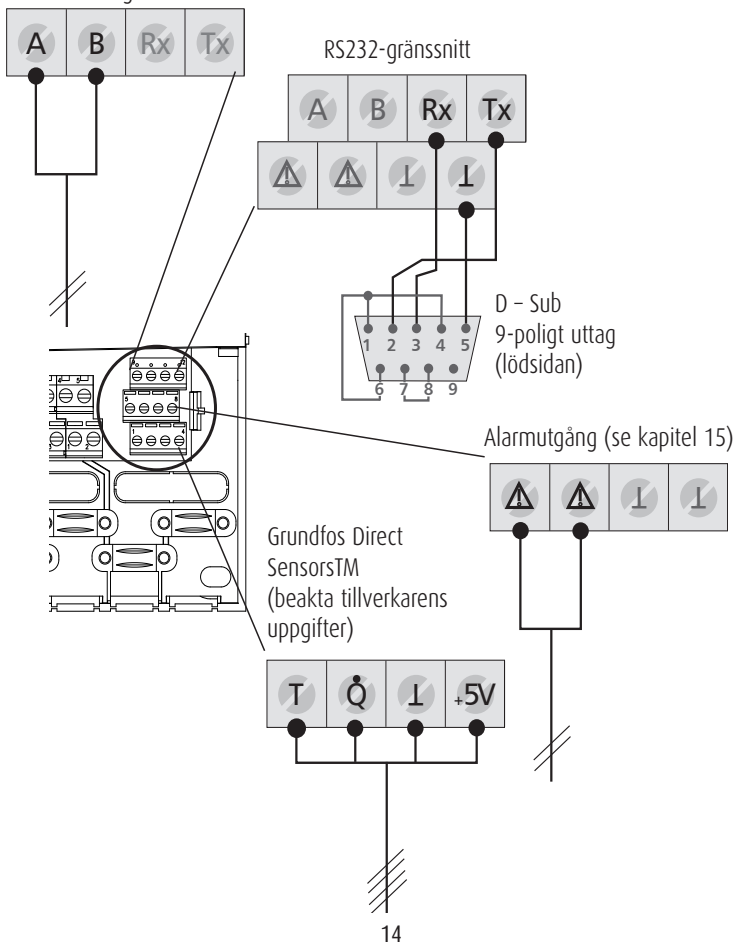 A B Rx Tx
RS232-gränssnitt
A B Rx Tx
⚠ ⚠ ⊥ ⊥
D – Sub
9-poligt uttag
(lödsidan)
1 2 3 4 5
6 7 8 9
Alarmutgång (se kapitel 15)
⚠ ⚠ ⊥ ⊥
Grundfos Direct
SensorsTM
(beakta tillverkarens
uppgifter)
T Q̇ ⊥ +5V
14